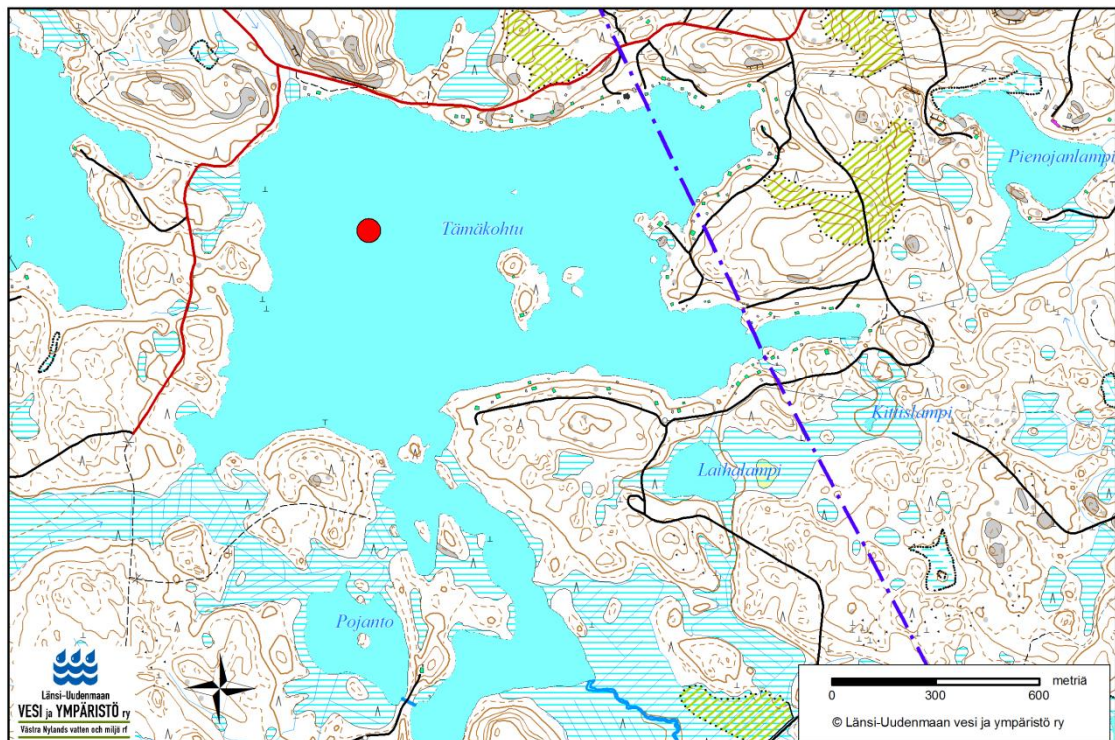 Pienojanlampi
Tämäkohtu
Kittislampi
Laihalampi
Pojanto
Länsi-Uudenmaan
VESI ja YMPÄRISTÖ ry
Västra Nylands vatten och miljö rf
metriä
0 300 600
© Länsi-Uudenmaan vesi ja ympäristö ry